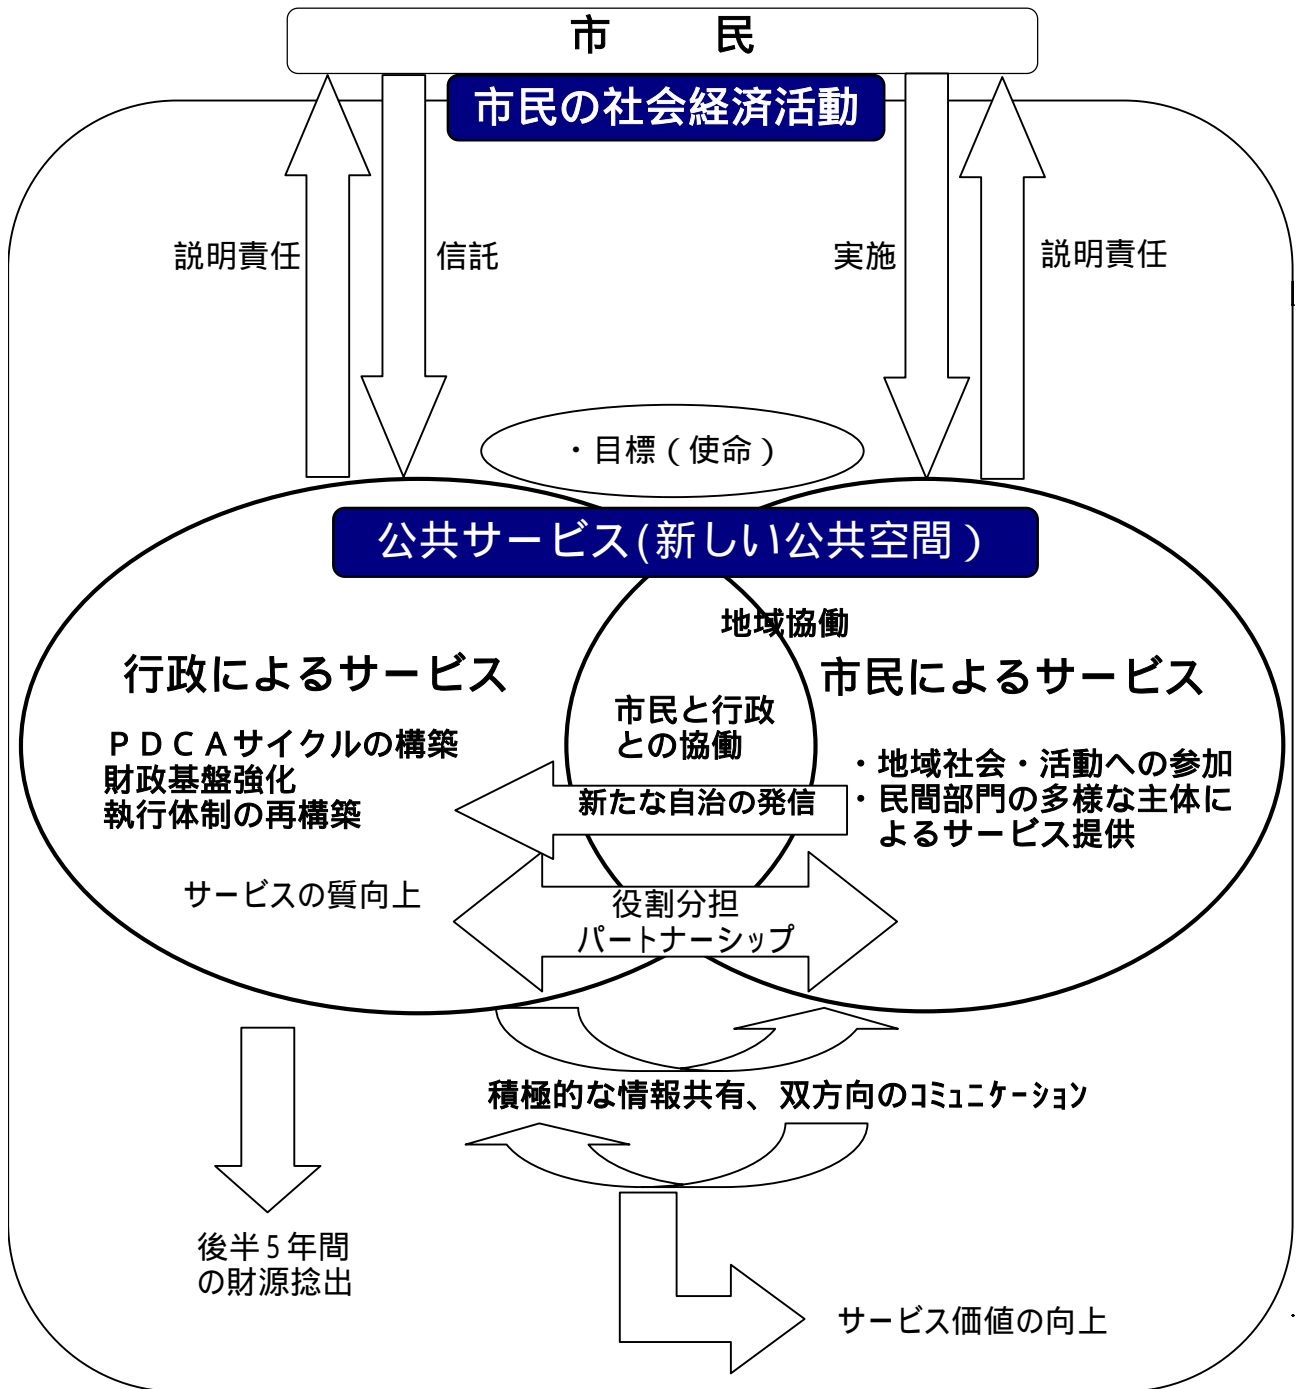 市　　民
市民の社会経済活動
説明責任
信託
実施
説明責任
・目標（使命）
公共サービス(新しい公共空間）
地域協働
行政によるサービス
市民によるサービス
市民と行政
との協働
ＰＤＣＡサイクルの構築
財政基盤強化
執行体制の再構築
・地域社会・活動への参加
・民間部門の多様な主体に
よるサービス提供
新たな自治の発信
サービスの質向上
役割分担
パートナーシップ
積極的な情報共有、双方向のｺﾐｭﾆｹｰｼｮﾝ
後半５年間
の財源捻出
サービス価値の向上